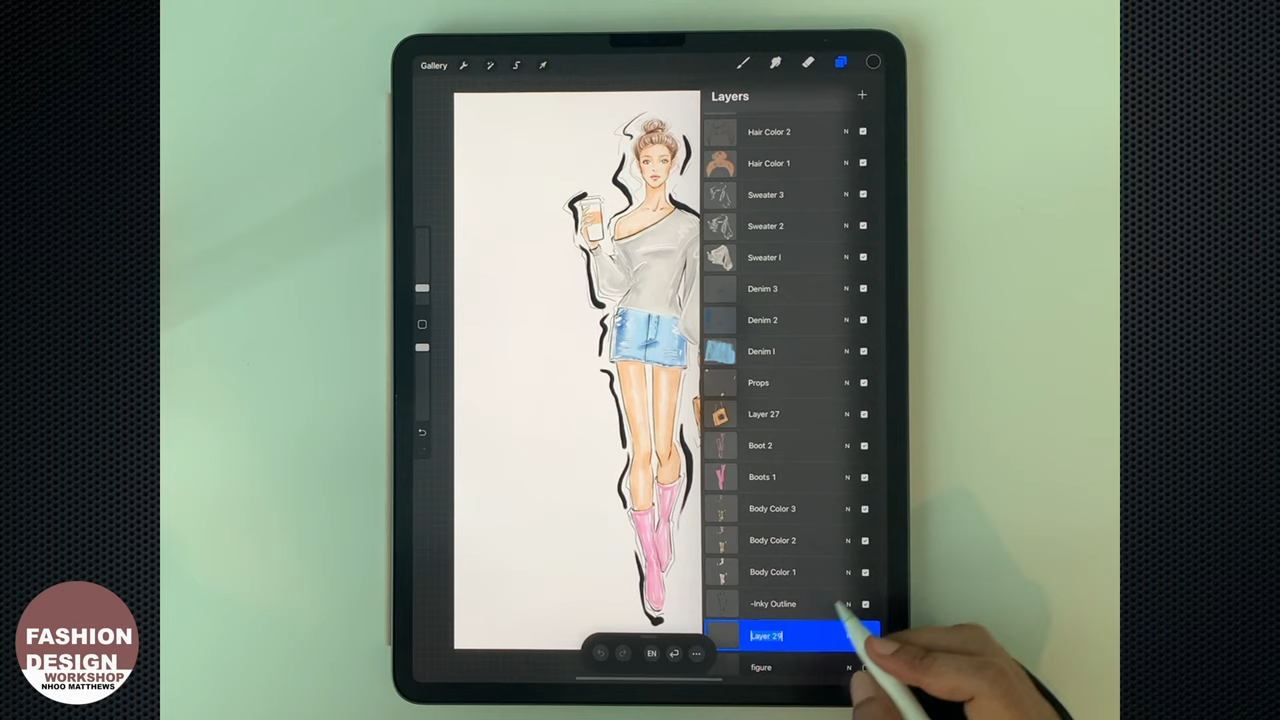 Gallery
Layers
Hair Color 2 N
Hair Color 1 N
Sweater 3 N
Sweater 2 N
Sweater l N
Denim 3 N
Denim 2 N
Denim l N
Props N
Layer 27 N
Boot 2 N
Boots 1 N
Body Color 3 N
Body Color 2 N
Body Color 1 N
-Inky Outline N
Layer 29
figure N
EN
FASHION
DESIGN
WORKSHOP
NHOO MATTHEWS